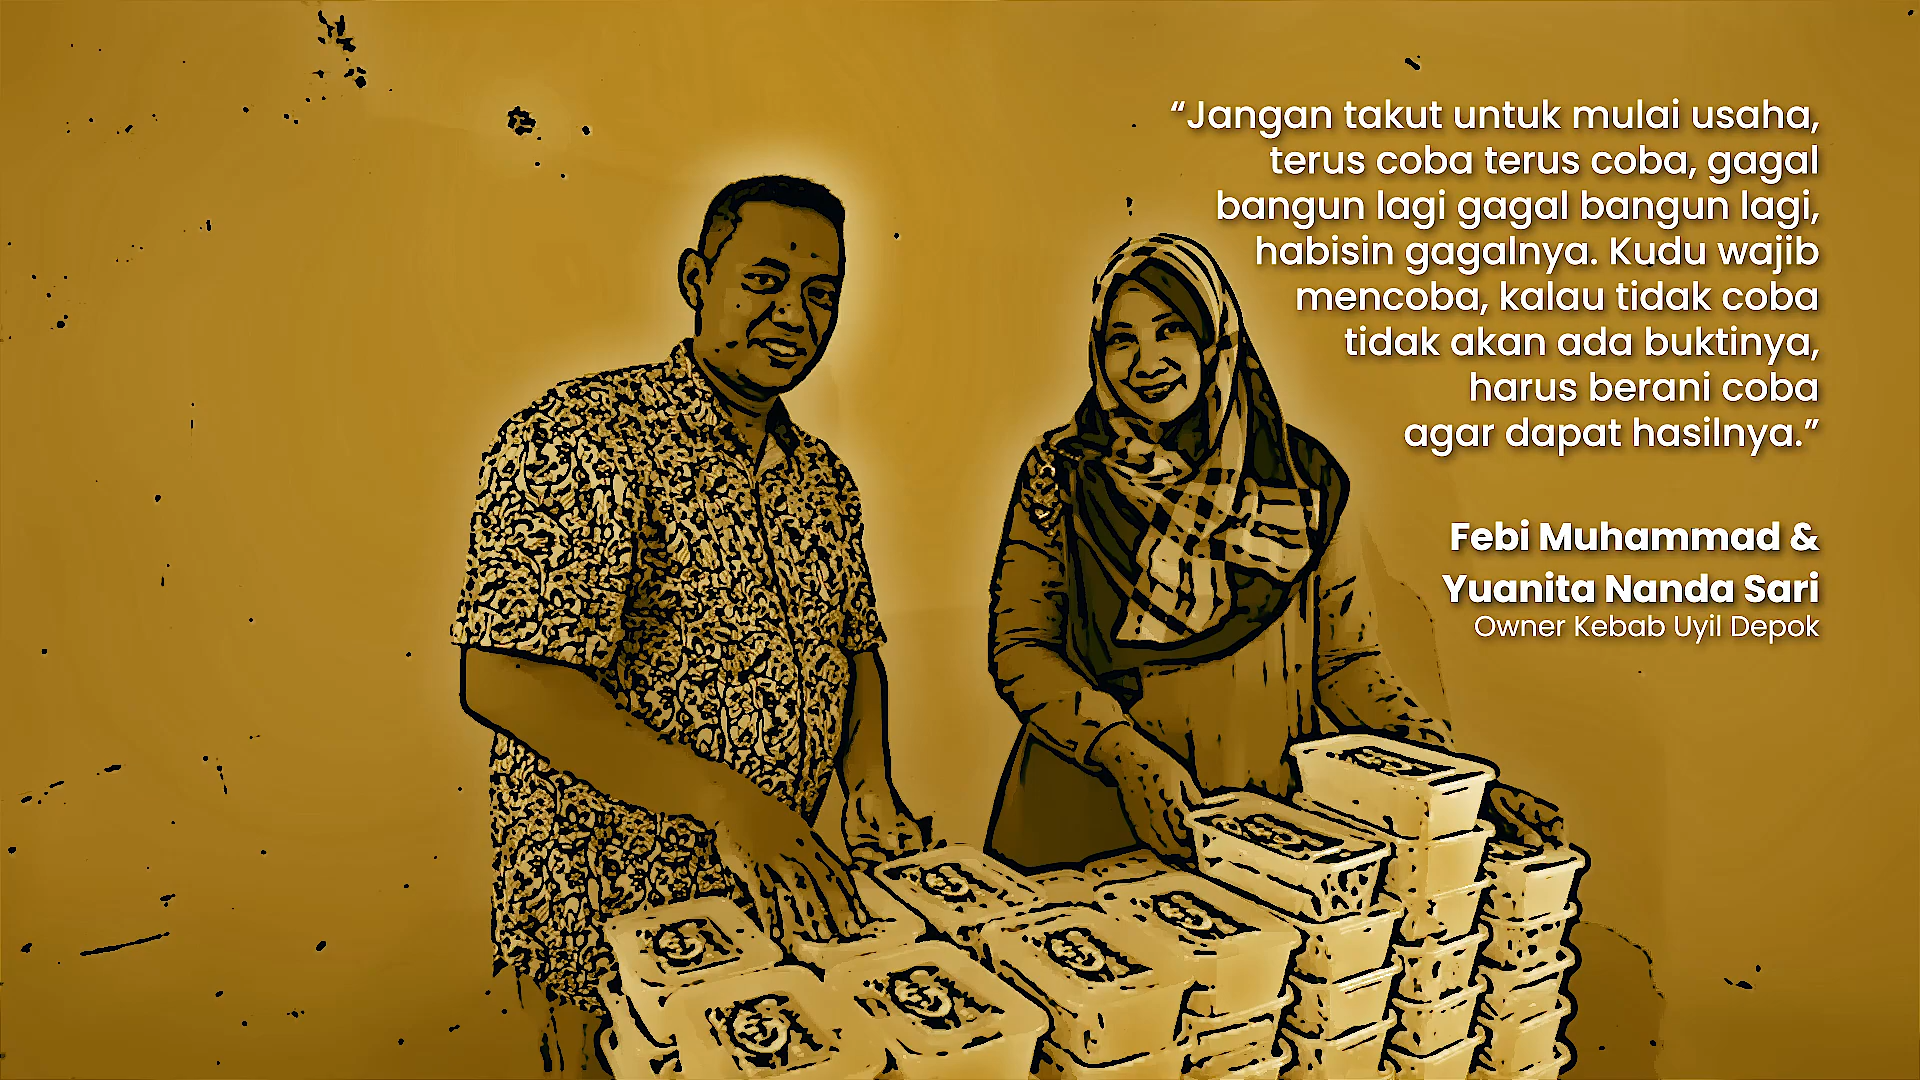 “Jangan takut untuk mulai usaha,
terus coba terus coba, gagal
bangun lagi gagal bangun lagi,
habisin gagalnya. Kudu wajib
mencoba, kalau tidak coba
tidak akan ada buktinya,
harus berani coba
agar dapat hasilnya.”
Febi Muhammad &
Yuanita Nanda Sari
Owner Kebab Uyil Depok